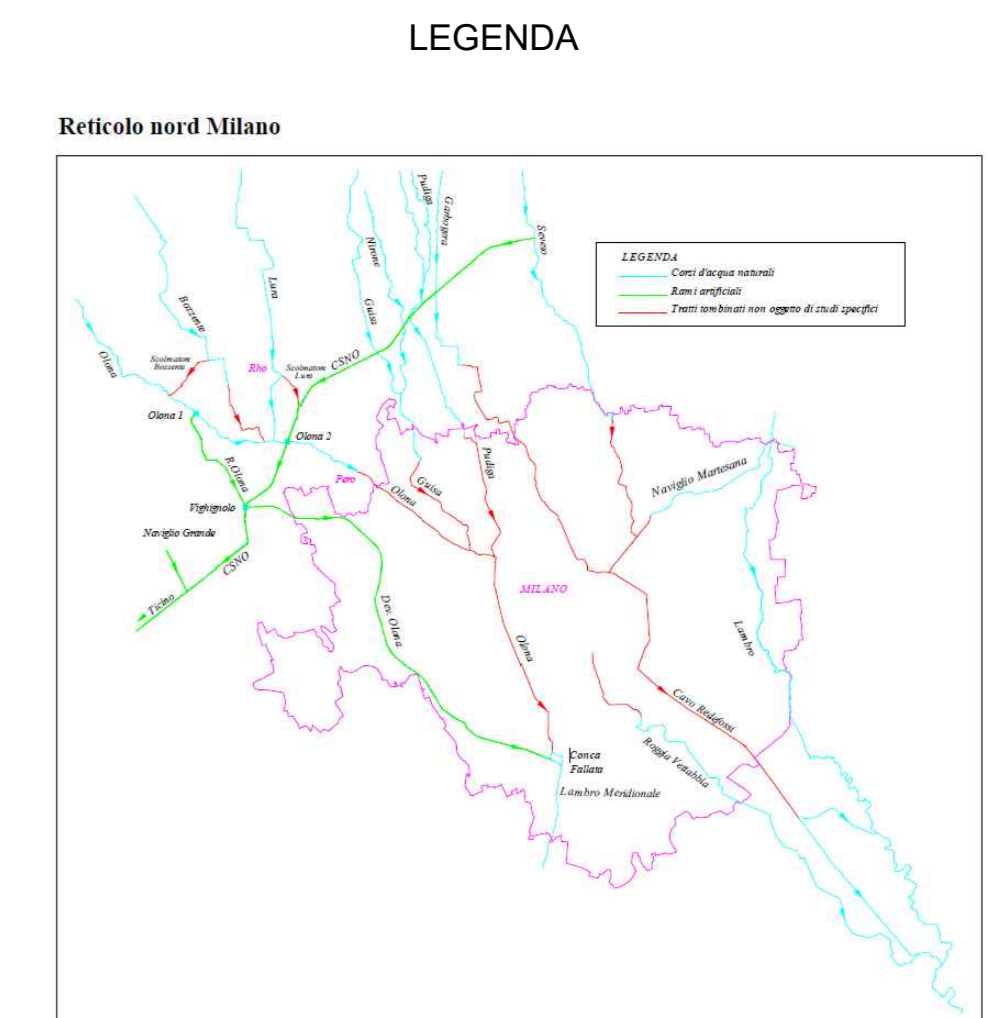 LEGENDA
Reticolo nord Milano
LEGENDA
Corsi d'acqua naturali
Rami artificiali
Tratti tombinati non oggetto di studi specifici
Pudiga
Garbogera
Seveso
Nirone
Guisa
Lura
Bozzente
Olona
Scolmatore
Bozzente
Rho
Scolmatore
Lura
CSNO
Olona 1
Olona 2
R.Olona
Pero
Olona
Guisa
Pudiga
Naviglio Martesana
Vighignolo
Naviglio Grande
CSNO
Ticino
MILANO
Dev. Olona
Olona
Lambro
Cavo Redefossi
Roggia Vettabbia
Conca
Fallata
Lambro Meridionale